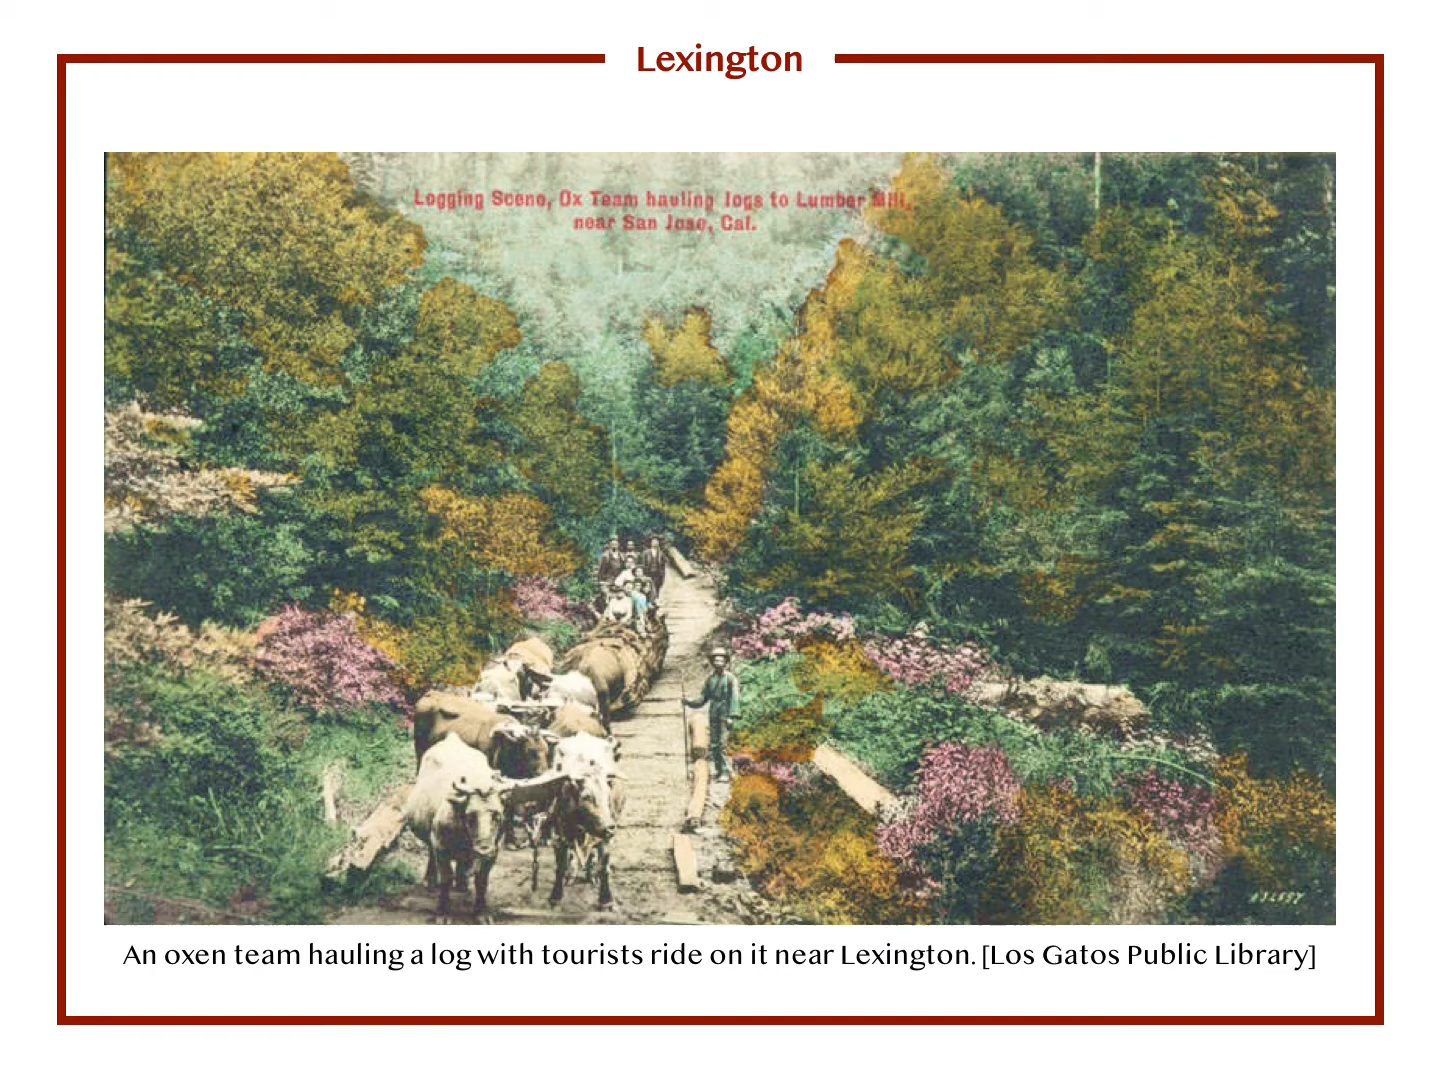 Lexington
Logging Scene, Ox Team hauling logs to Lumber Mill,
near San Jose, Cal.
An oxen team hauling a log with tourists ride on it near Lexington. [Los Gatos Public Library]